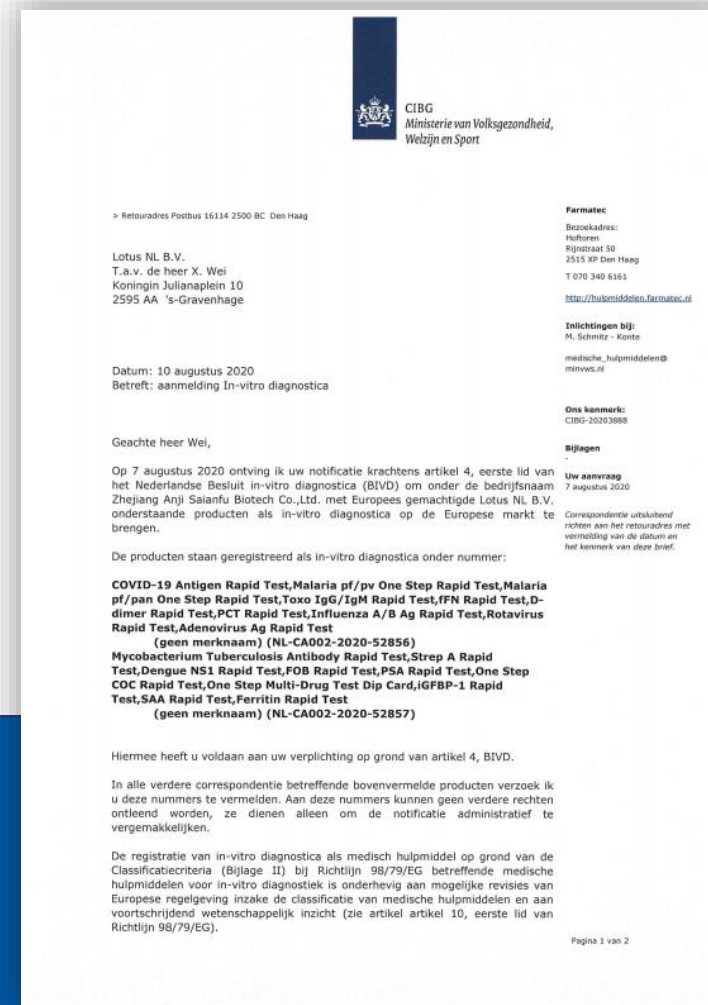 CIBG
Ministerie van Volksgezondheid,
Welzijn en Sport
> Retouradres Postbus 16114 2500 BC Den Haag
Lotus NL B.V.
T.a.v. de heer X. Wei
Koningin Julianaplein 10
2595 AA 's-Gravenhage
Farmatec
Bezoekadres:
Hoftoren
Rijnstraat 50
2515 XP Den Haag
T 070 340 6161
http://hulpmiddelen.farmatec.nl
Inlichtingen bij:
M. Schmitz - Konte
medische_hulpmiddelen@
minvws.nl
Ons kenmerk:
CIBG-20203888
Bijlagen
-
Uw aanvraag
7 augustus 2020
Correspondentie uitsluitend
richten aan het retouradres met
vermelding van de datum en
het kenmerk van deze brief.
Datum: 10 augustus 2020
Betreft: aanmelding In-vitro diagnostica
Geachte heer Wei,
Op 7 augustus 2020 ontving ik uw notificatie krachtens artikel 4, eerste lid van
het Nederlandse Besluit in-vitro diagnostica (BIVD) om onder de bedrijfsnaam
Zhejiang Anji Saianfu Biotech Co.,Ltd. met Europees gemachtigde Lotus NL B.V.
onderstaande producten als in-vitro diagnostica op de Europese markt te
brengen.
De producten staan geregistreerd als in-vitro diagnostica onder nummer:
COVID-19 Antigen Rapid Test,Malaria pf/pv One Step Rapid Test,Malaria
pf/pan One Step Rapid Test,Toxo IgG/IgM Rapid Test,fFN Rapid Test,D-
dimer Rapid Test,PCT Rapid Test,Influenza A/B Ag Rapid Test,Rotavirus
Rapid Test,Adenovirus Ag Rapid Test
(geen merknaam) (NL-CA002-2020-52856)
Mycobacterium Tuberculosis Antibody Rapid Test,Strep A Rapid
Test,Dengue NS1 Rapid Test,FOB Rapid Test,PSA Rapid Test,One Step
COC Rapid Test,One Step Multi-Drug Test Dip Card,iGFBP-1 Rapid
Test,SAA Rapid Test,Ferritin Rapid Test
(geen merknaam) (NL-CA002-2020-52857)
Hiermee heeft u voldaan aan uw verplichting op grond van artikel 4, BIVD.
In alle verdere correspondentie betreffende bovenvermelde producten verzoek ik
u deze nummers te vermelden. Aan deze nummers kunnen geen verdere rechten
ontleend worden, ze dienen alleen om de notificatie administratief te
vergemakkelijken.
De registratie van in-vitro diagnostica als medisch hulpmiddel op grond van de
Classificatiecriteria (Bijlage II) bij Richtlijn 98/79/EG betreffende medische
hulpmiddelen voor in-vitro diagnostiek is onderhevig aan mogelijke revisies van
Europese regelgeving inzake de classificatie van medische hulpmiddelen en aan
voortschrijdend wetenschappelijk inzicht (zie artikel artikel 10, eerste lid van
Richtlijn 98/79/EG).
Pagina 1 van 2